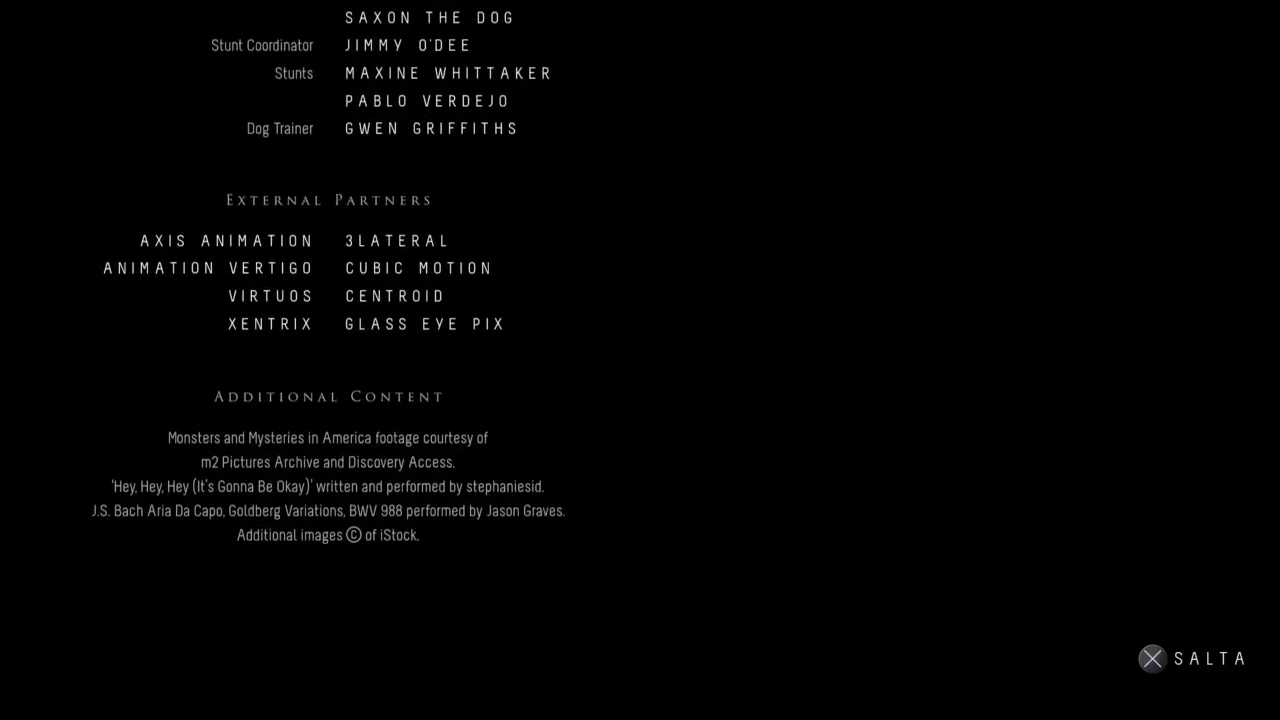 SAXON THE DOG
Stunt Coordinator JIMMY O'DEE
Stunts MAXINE WHITTAKER
PABLO VERDEJO
Dog Trainer GWEN GRIFFITHS
EXTERNAL PARTNERS
AXIS ANIMATION 3LATERAL
ANIMATION VERTIGO CUBIC MOTION
VIRTUOS CENTROID
XENTRIX GLASS EYE PIX
ADDITIONAL CONTENT
Monsters and Mysteries in America footage courtesy of
m2 Pictures Archive and Discovery Access.
'Hey, Hey, Hey (It's Gonna Be Okay)' written and performed by stephaniesid.
J.S. Bach Aria Da Capo, Goldberg Variations, BWV 988 performed by Jason Graves.
Additional images © of iStock.
SALTA